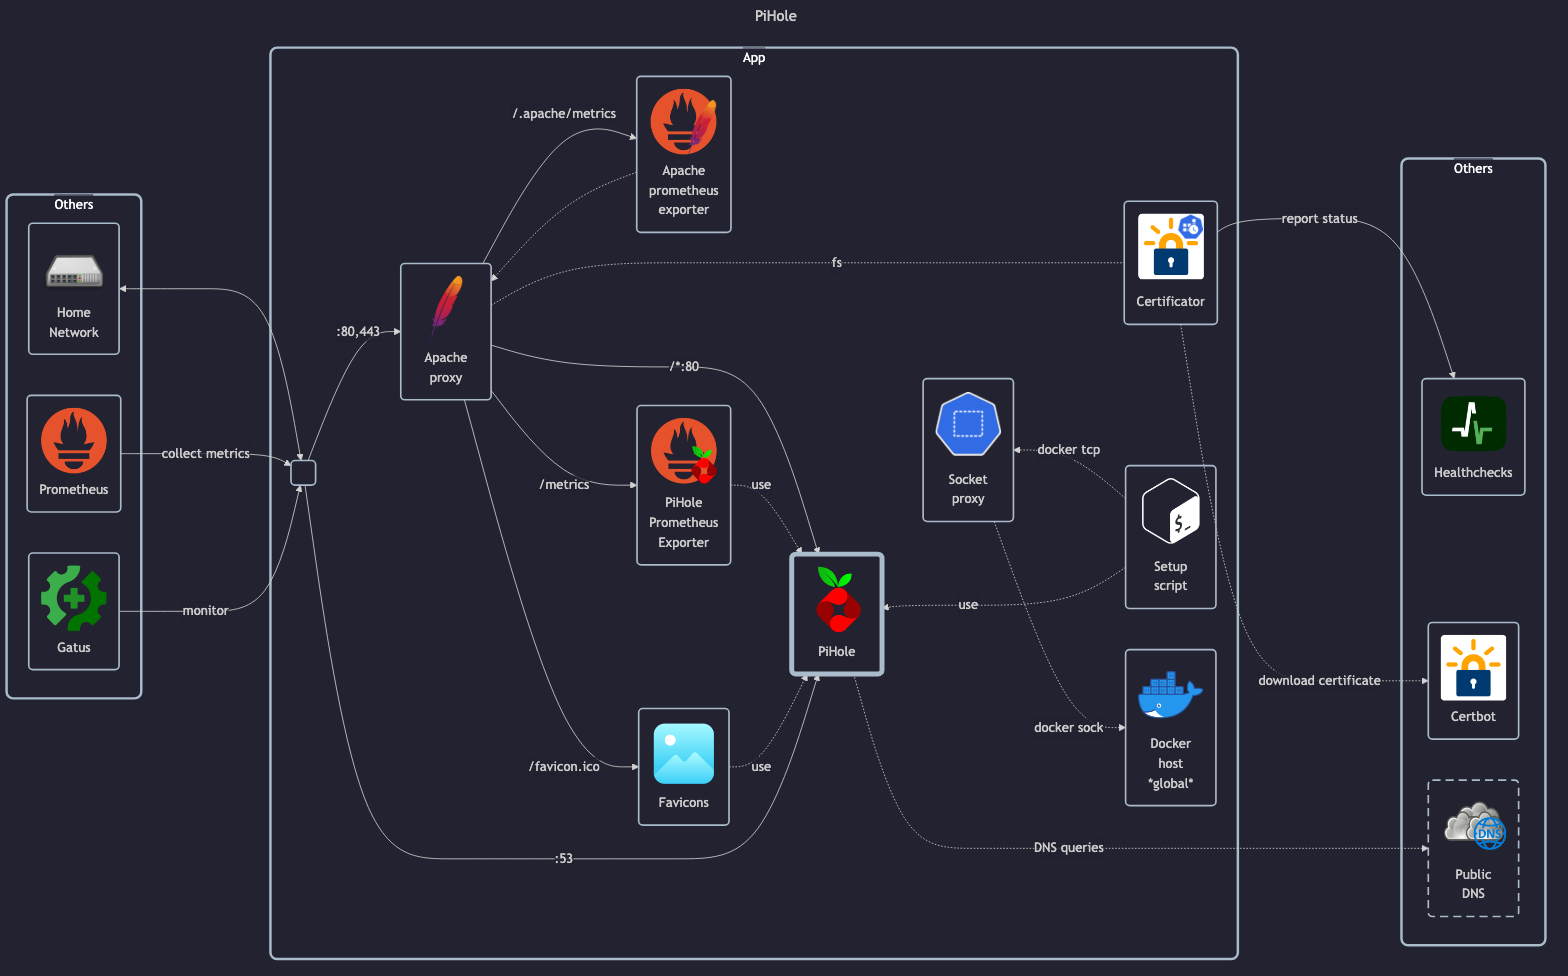 PiHole
App
Others
Home
Network
Prometheus
Gatus
collect metrics
monitor
:80,443
Apache
proxy
/.apache/metrics
Apache
prometheus
exporter
fs
/*:80
/metrics
PiHole
Prometheus
Exporter
use
/favicon.ico
Favicons
use
:53
PiHole
Socket
proxy
docker tcp
use
docker sock
DNS queries
Certificator
Setup
script
$_
Docker
host
*global*
report status
download certificate
Others
Healthchecks
Certbot
DNS
Public
DNS